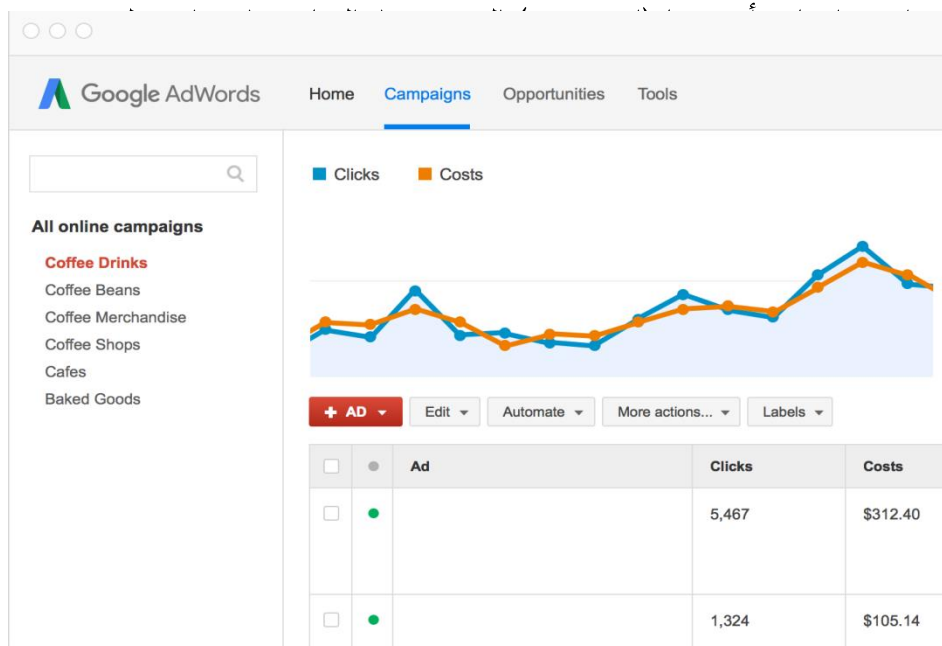 Google AdWords
Home Campaigns Opportunities Tools
Clicks Costs
All online campaigns
Coffee Drinks
Coffee Beans
Coffee Merchandise
Coffee Shops
Cafes
Baked Goods
+ AD Edit Automate More actions... Labels
Ad Clicks Costs
5,467 $312.40
1,324 $105.14